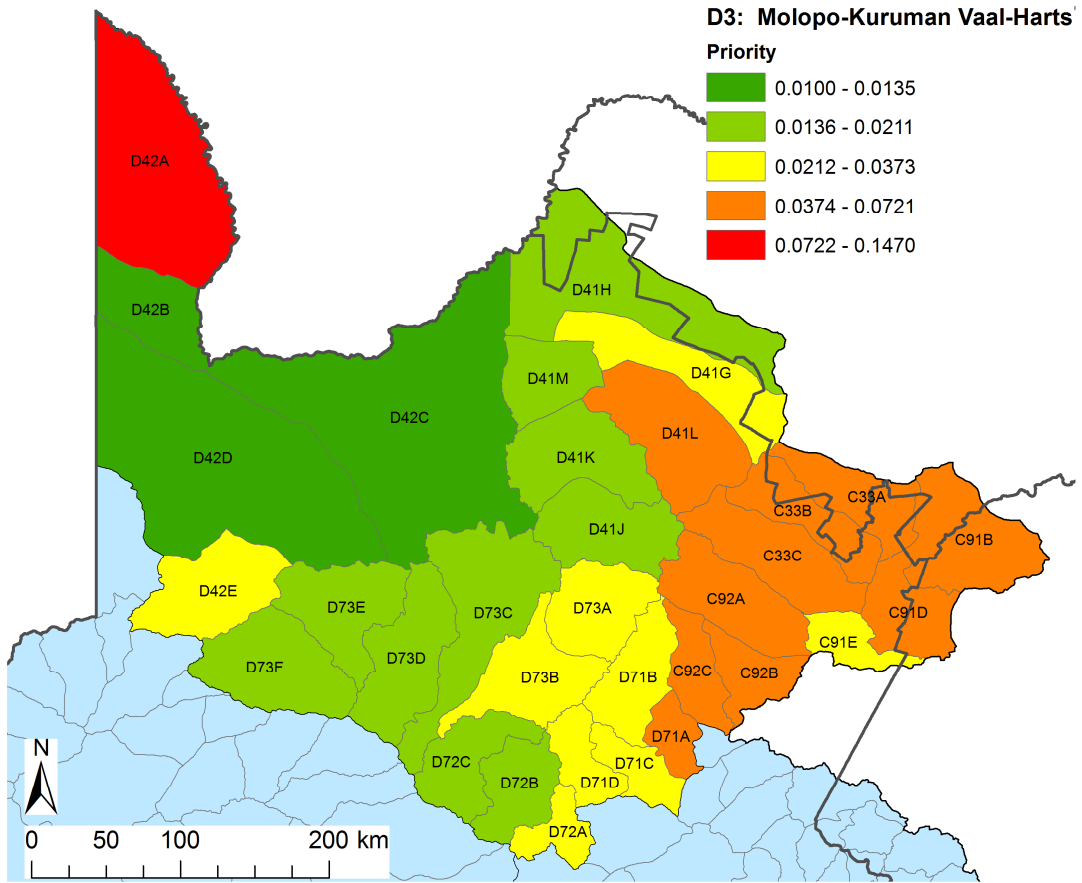 D3: Molopo-Kuruman Vaal-Harts
Priority
0.0100 - 0.0135
0.0136 - 0.0211
0.0212 - 0.0373
0.0374 - 0.0721
0.0722 - 0.1470
D42A
D42B
D41H
D41G
D41M
D42C
D41L
D42D
D41K
C33A
C33B
D41J
C91B
C33C
D42E
C92A
D73E
D73C
D73A
C91D
C91E
D73F
D73D
D73B
D71B
C92C
C92B
D71A
D72C
D71C
D72B
D71D
D72A
N
0 50 100 200 km